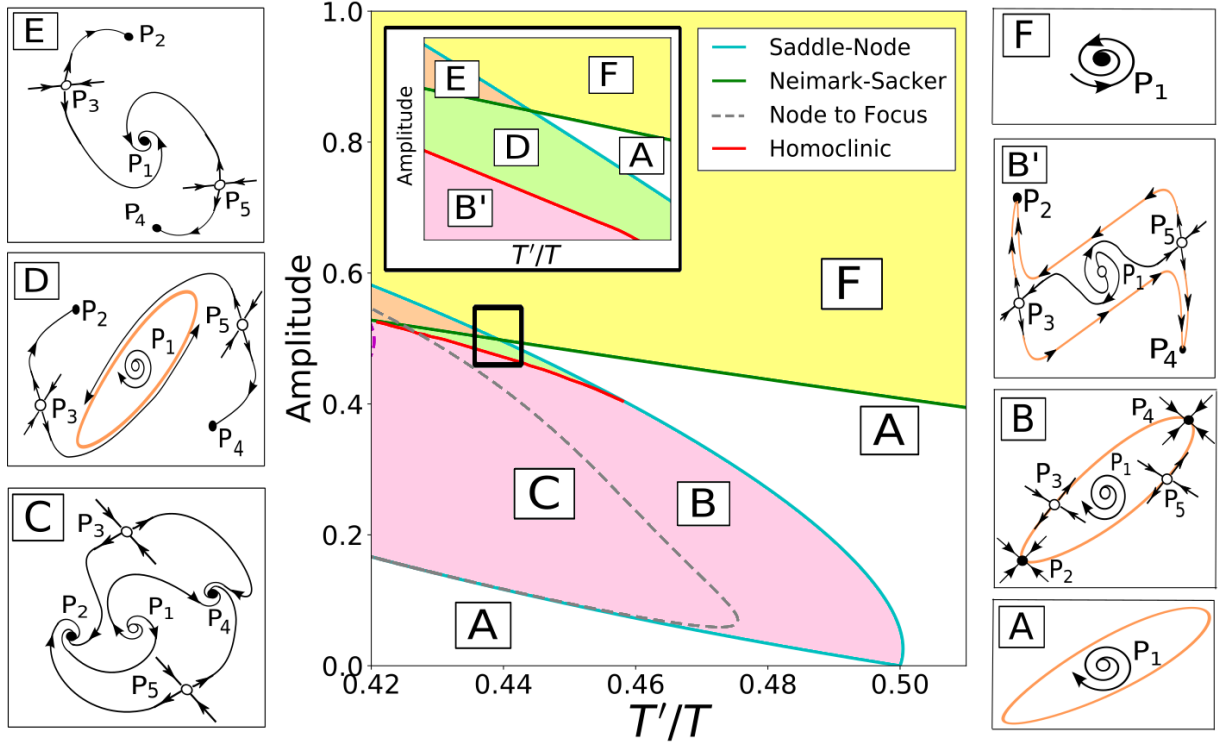 E
P2
P3
P1
P4
P5
D
P2
P5
P1
P3
P4
C
P3
P2
P1
P4
P5
Amplitude
1.0
0.8
0.6
0.4
0.2
0.0
0.42
0.44
0.46
0.48
0.50
T'/T
Amplitude
E
F
D
A
B'
T'/T
Saddle-Node
Neimark-Sacker
Node to Focus
Homoclinic
F
A
C
B
A
F
P1
B'
P2
P5
P1
P3
P4
B
P4
P3
P1
P5
P2
A
P1